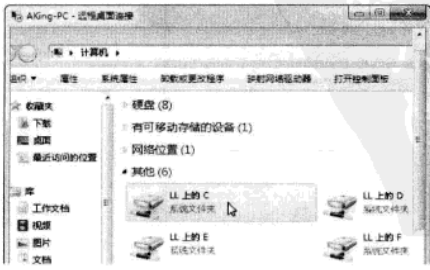 AKing-PC - 远程桌面连接
计算机
组织 属性 系统属性 卸载或更改程序 映射网络驱动器 打开控制面板
收藏夹
下载
桌面
最近访问的位置
库
工作文档
视频
图片
文档
硬盘 (8)
有可移动存储的设备 (1)
网络位置 (1)
其他 (6)
LL 上的 C
系统文件夹
LL 上的 D
系统文件夹
LL 上的 E
系统文件夹
LL 上的 F
系统文件夹